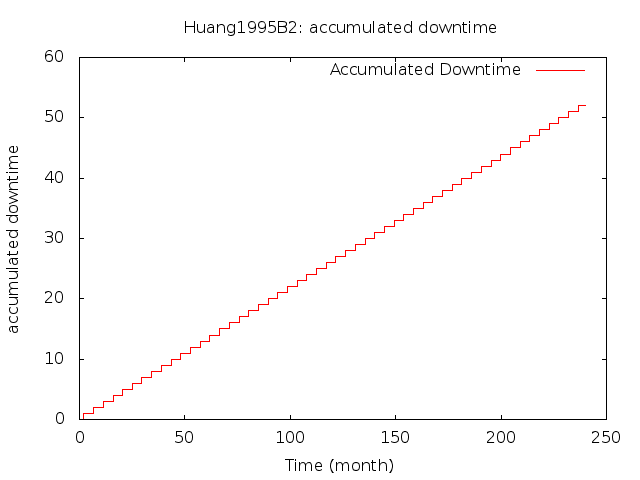 Huang1995B2: accumulated downtime
Accumulated Downtime
accumulated downtime
60
50
40
30
20
10
0
0 50 100 150 200 250
Time (month)